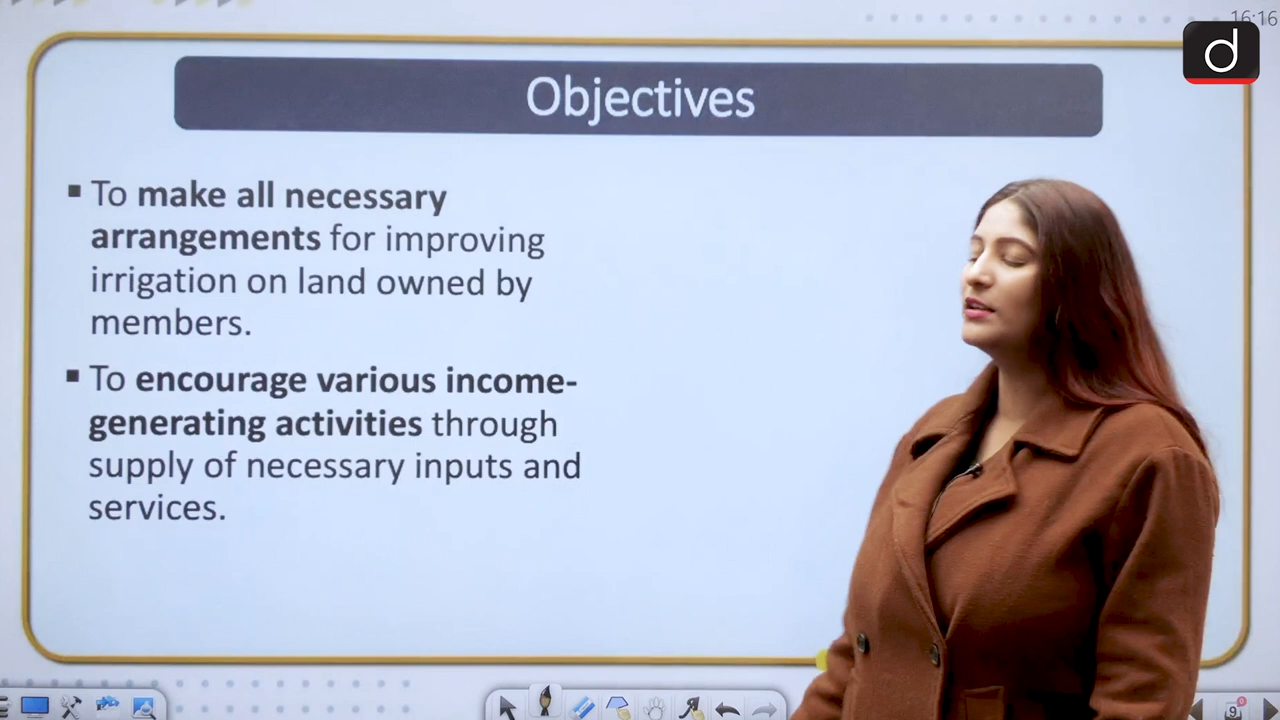 16:16
d
Objectives
▪ To make all necessary
arrangements for improving
irrigation on land owned by
members.
▪ To encourage various income-
generating activities through
supply of necessary inputs and
services.
9